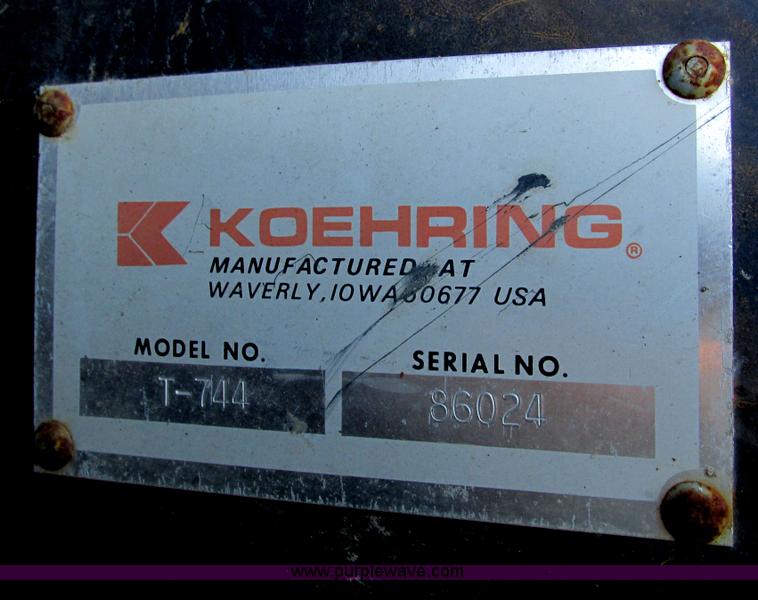 KOEHRING ®
MANUFACTURED AT
WAVERLY, IOWA 50677 USA
MODEL NO.
T-744
SERIAL NO.
86024
www.purplewave.com